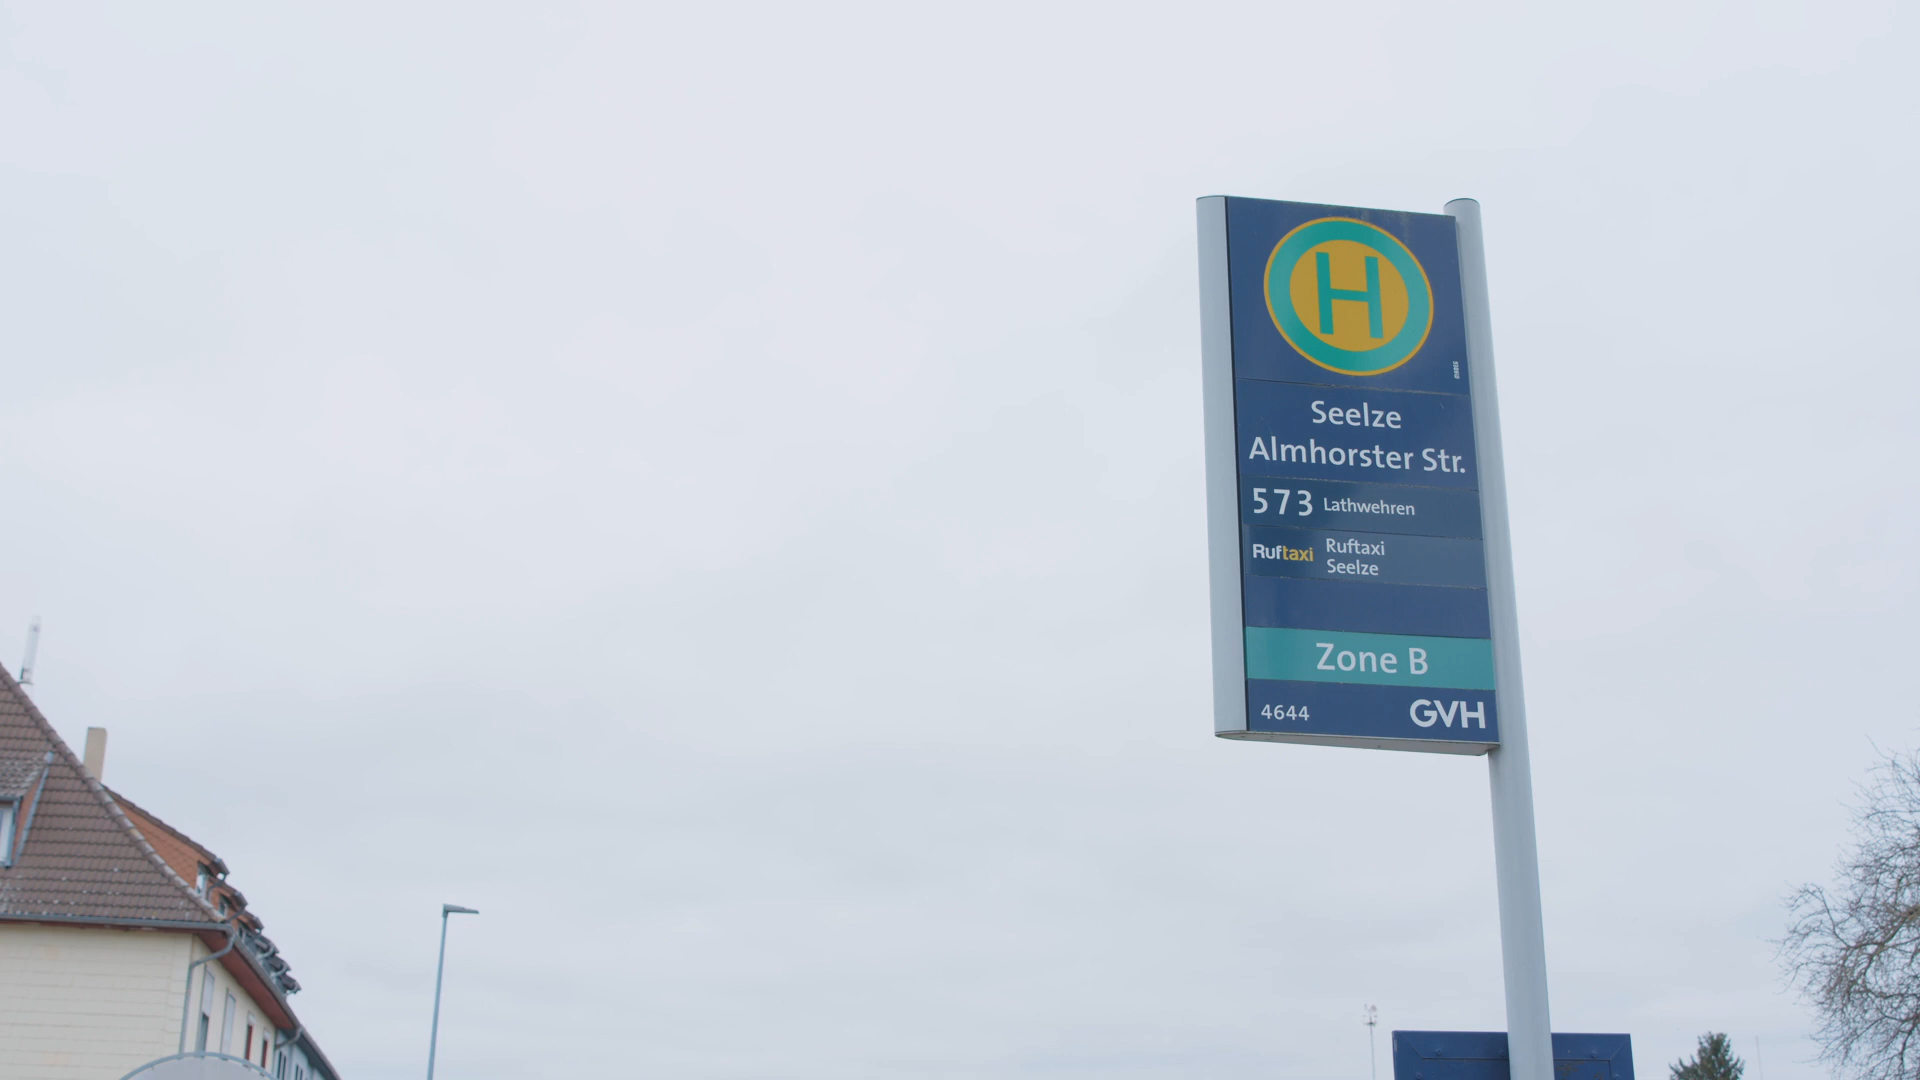 H
Seelze
Almhorster Str.
573 Lathwehren
Ruftaxi Ruftaxi
Seelze
Zone B
4644 GVH